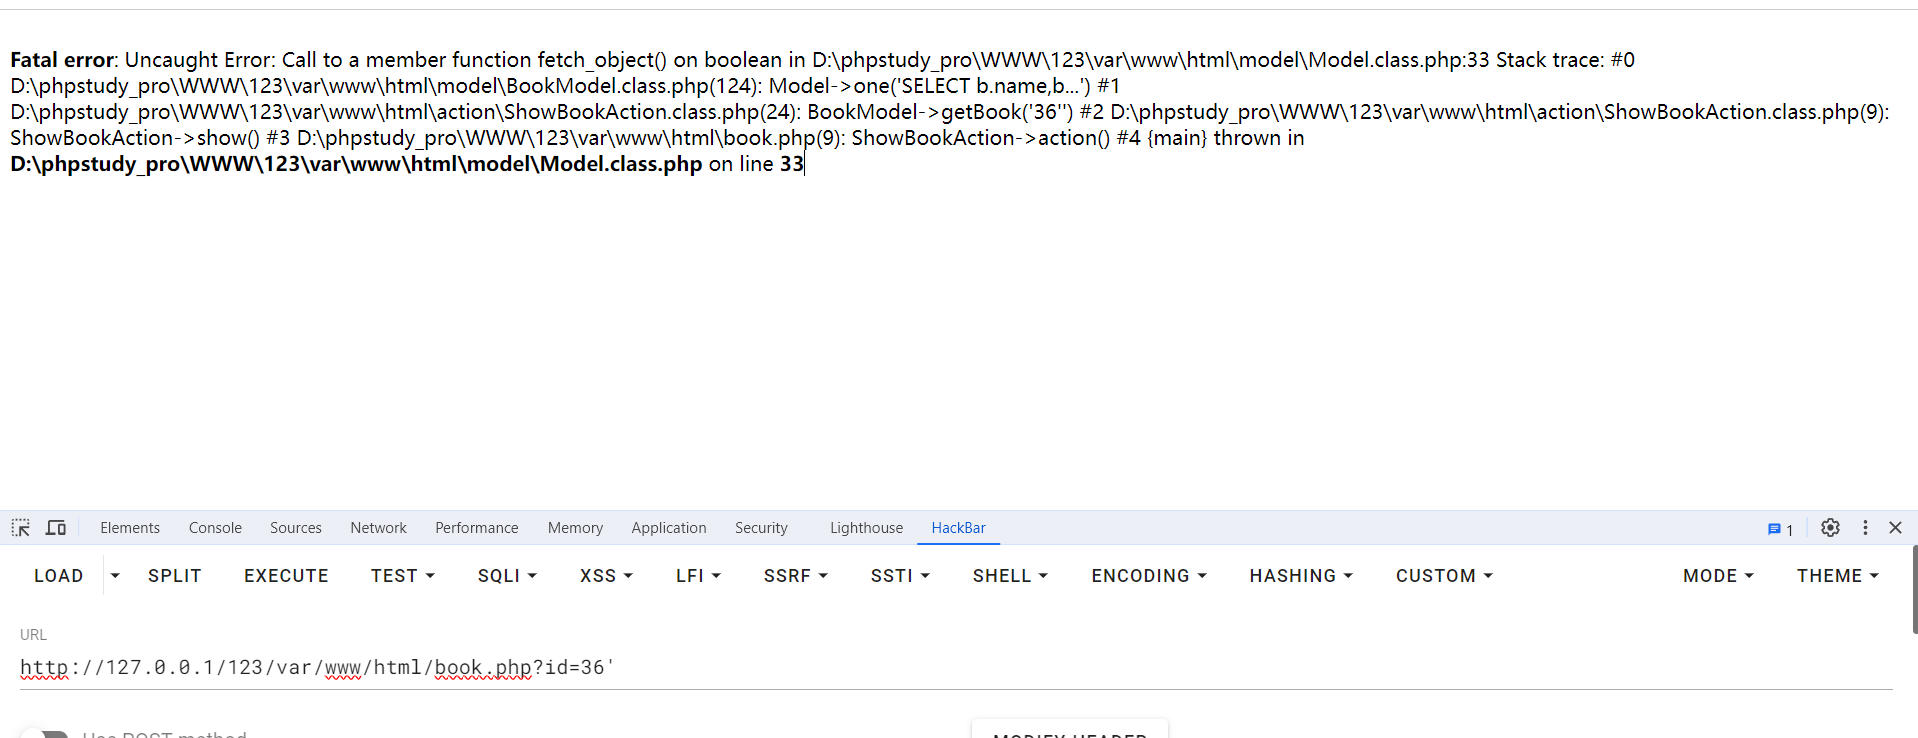 Fatal error: Uncaught Error: Call to a member function fetch_object() on boolean in D:\phpstudy_pro\WWW\123\var\www\html\model\Model.class.php:33 Stack trace: #0
D:\phpstudy_pro\WWW\123\var\www\html\model\BookModel.class.php(124): Model->one('SELECT b.name,b...') #1
D:\phpstudy_pro\WWW\123\var\www\html\action\ShowBookAction.class.php(24): BookModel->getBook('36'') #2 D:\phpstudy_pro\WWW\123\var\www\html\action\ShowBookAction.class.php(9):
ShowBookAction->show() #3 D:\phpstudy_pro\WWW\123\var\www\html\book.php(9): ShowBookAction->action() #4 {main} thrown in
D:\phpstudy_pro\WWW\123\var\www\html\model\Model.class.php on line 33
Elements Console Sources Network Performance Memory Application Security Lighthouse HackBar 1
LOAD SPLIT EXECUTE TEST SQLI XSS LFI SSRF SSTI SHELL ENCODING HASHING CUSTOM MODE THEME
URL
http://127.0.0.1/123/var/www/html/book.php?id=36'
Use POST method MODIFY HEADER